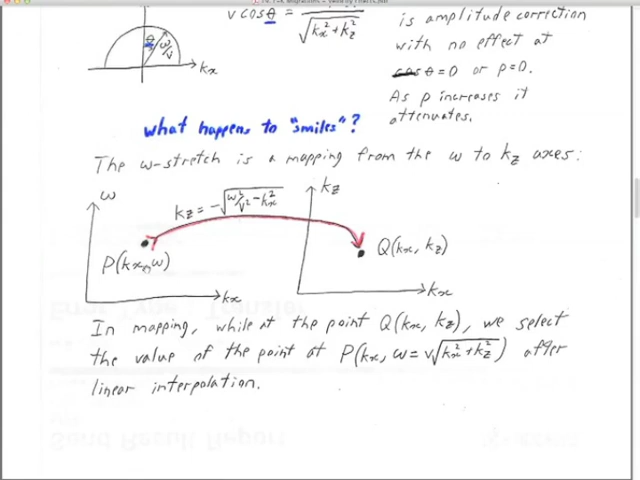 v cosθ =
√kx²+kz²
is amplitude correction
with no effect at
θ=0 or p=0.
As p increases it
attenuates.
θ
ω/v
kx
what happens to "smiles"?
The ω-stretch is a mapping from the ω to kz axes:
ω
kz = -√ω²/v² - kx²
kz
P(kx, ω)
Q(kx, kz)
kx
kx
In mapping, while at the point Q(kx, kz), we select
the value of the point at P(kx, ω = v√kx²+kz²) after
linear interpolation.